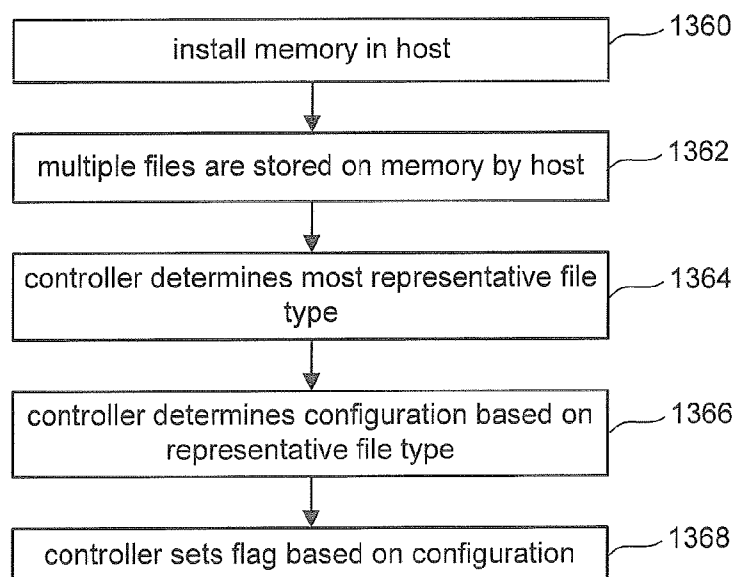 install memory in host
1360
multiple files are stored on memory by host
1362
controller determines most representative file
type
1364
controller determines configuration based on
representative file type
1366
controller sets flag based on configuration
1368